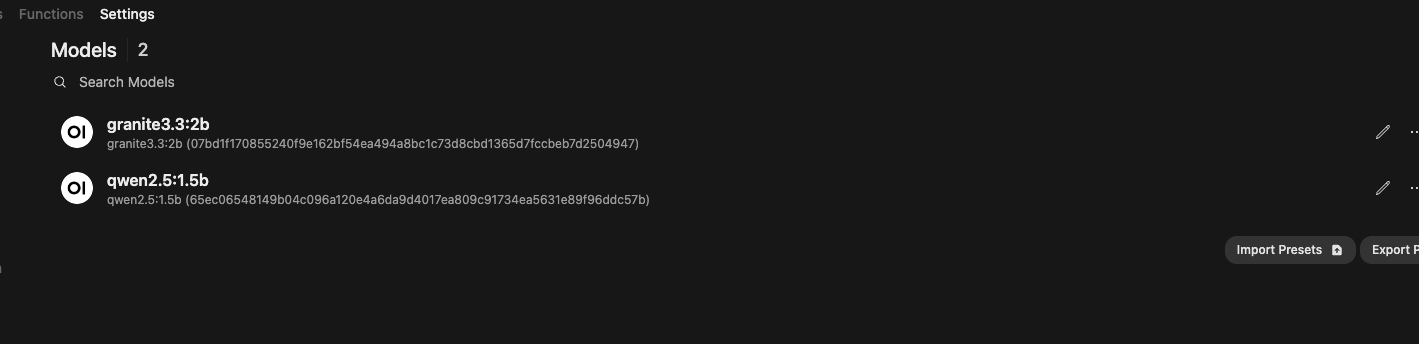 Functions Settings
Models 2
Search Models
OI granite3.3:2b
granite3.3:2b (07bd1f170855240f9e162bf54ea494a8bc1c73d8cbd1365d7fccbeb7d2504947)
OI qwen2.5:1.5b
qwen2.5:1.5b (65ec06548149b04c096a120e4a6da9d4017ea809c91734ea5631e89f96ddc57b)
Import Presets Export P